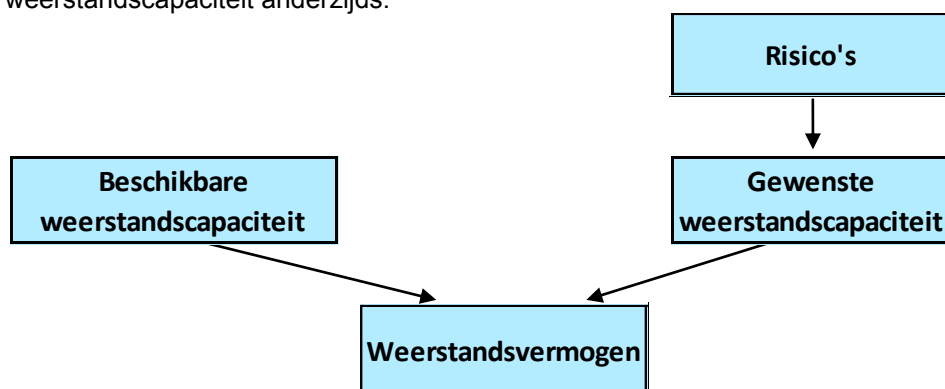 weerstandscapaciteit anderzijds.
Risico's
Beschikbare
weerstandscapaciteit
Gewenste
weerstandscapaciteit
Weerstandsvermogen